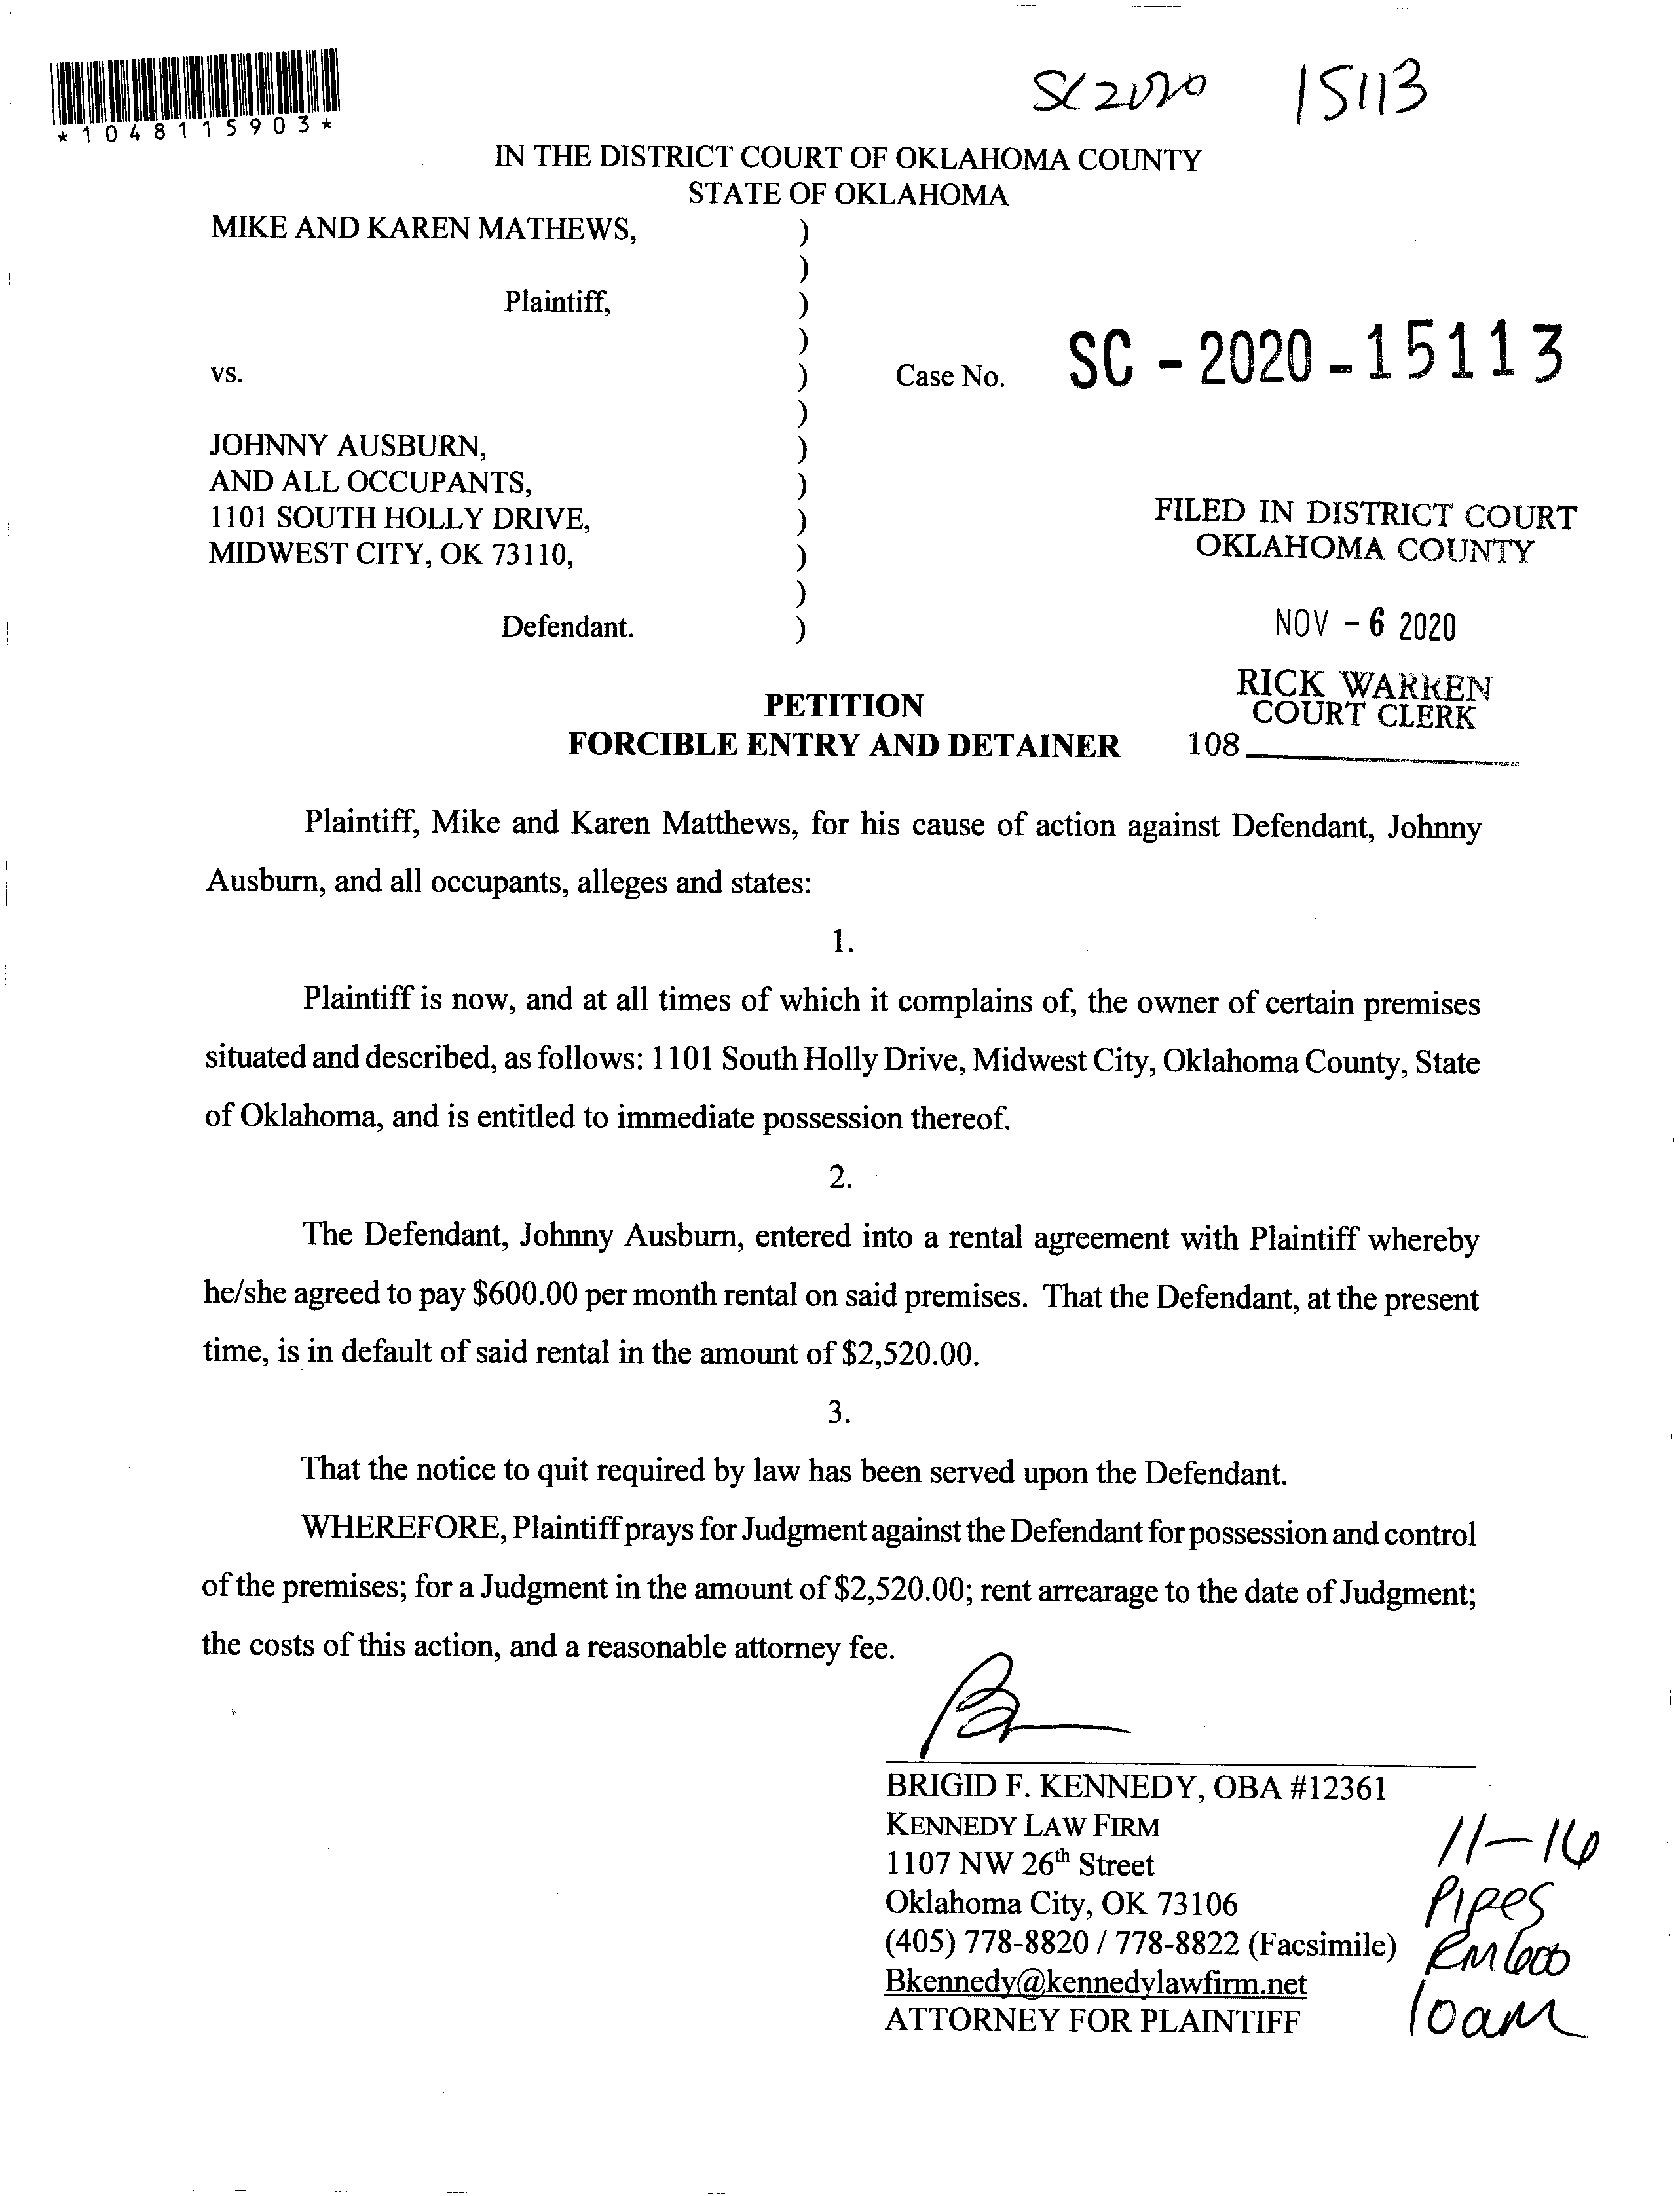 SC2020 15113
*1048115903*
IN THE DISTRICT COURT OF OKLAHOMA COUNTY
STATE OF OKLAHOMA
MIKE AND KAREN MATHEWS, )
)
Plaintiff, )
)
vs. ) Case No. SC - 2020 - 15113
)
JOHNNY AUSBURN, )
AND ALL OCCUPANTS, )
1101 SOUTH HOLLY DRIVE, ) FILED IN DISTRICT COURT
MIDWEST CITY, OK 73110, ) OKLAHOMA COUNTY
)
Defendant. ) NOV - 6 2020
RICK WARREN
PETITION COURT CLERK
FORCIBLE ENTRY AND DETAINER 108
Plaintiff, Mike and Karen Matthews, for his cause of action against Defendant, Johnny
Ausburn, and all occupants, alleges and states:
1.
Plaintiff is now, and at all times of which it complains of, the owner of certain premises
situated and described, as follows: 1101 South Holly Drive, Midwest City, Oklahoma County, State
of Oklahoma, and is entitled to immediate possession thereof.
2.
The Defendant, Johnny Ausburn, entered into a rental agreement with Plaintiff whereby
he/she agreed to pay $600.00 per month rental on said premises. That the Defendant, at the present
time, is in default of said rental in the amount of $2,520.00.
3.
That the notice to quit required by law has been served upon the Defendant.
WHEREFORE, Plaintiff prays for Judgment against the Defendant for possession and control
of the premises; for a Judgment in the amount of $2,520.00; rent arrearage to the date of Judgment;
the costs of this action, and a reasonable attorney fee.
BRIGID F. KENNEDY, OBA #12361
KENNEDY LAW FIRM
1107 NW 26th Street
Oklahoma City, OK 73106
(405) 778-8820 / 778-8822 (Facsimile)
Bkennedy@kennedylawfirm.net
ATTORNEY FOR PLAINTIFF
11-16
Pipes
RM 600
10am